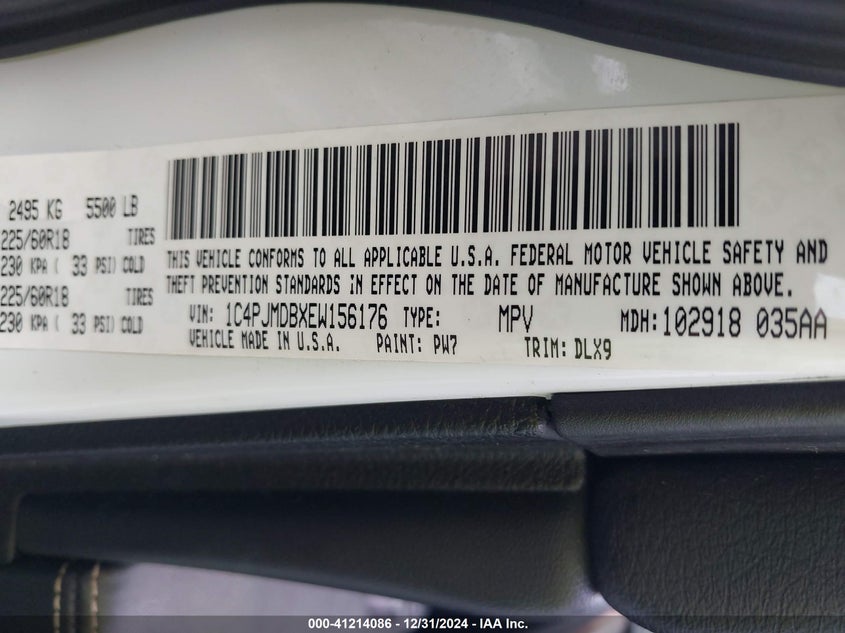 2495 KG 5500 LB
225/60R18 TIRES
230 KPA ( 33 PSI) COLD
225/60R18 TIRES
230 KPA ( 33 PSI) COLD
THIS VEHICLE CONFORMS TO ALL APPLICABLE U.S.A. FEDERAL MOTOR VEHICLE SAFETY AND
THEFT PREVENTION STANDARDS IN EFFECT ON THE DATE OF MANUFACTURE SHOWN ABOVE.
VIN: 1C4PJMDBXEW156176 TYPE: MPV MDH:102918 035AA
VEHICLE MADE IN U.S.A. PAINT: PW7 TRIM: DLX9
000-41214086 - 12/31/2024 - IAA Inc.